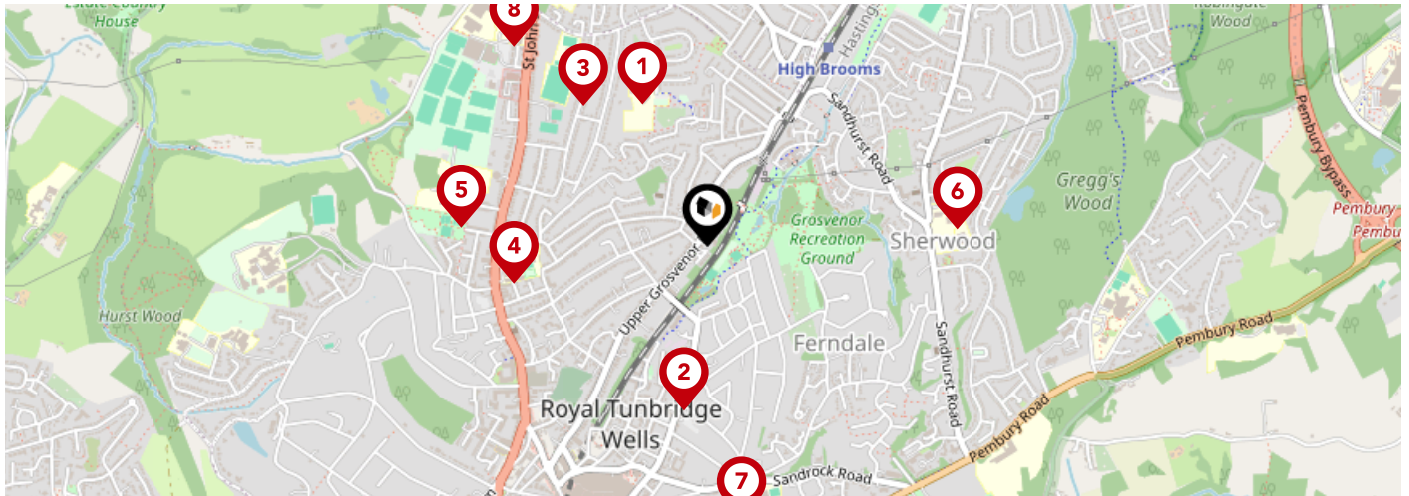 Estate Country
House
8
St John
3
1
Hastings
High Brooms
Robingate
Wood
Sandhurst Road
Pembury Bypass
5
6
Gregg's
Wood
Grosvenor
Recreation
Ground
Sherwood
Pembury
Pembu
4
Upper Grosvenor
Hurst Wood
Ferndale
Sandhurst Road
Pembury Road
2
Royal Tunbridge
Wells
Pembury Road
7
Sandrock Road